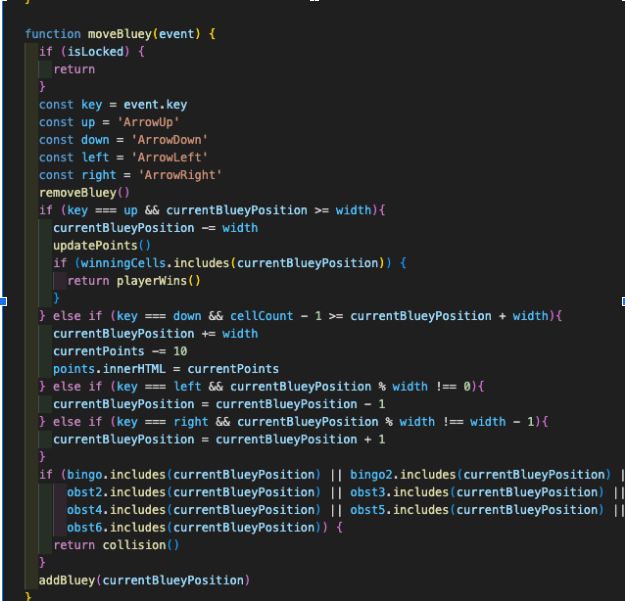 }
function moveBluey(event) {
  if (isLocked) {
    return
  }
  const key = event.key
  const up = 'ArrowUp'
  const down = 'ArrowDown'
  const left = 'ArrowLeft'
  const right = 'ArrowRight'
  removeBluey()
  if (key === up && currentBlueyPosition >= width){
    currentBlueyPosition -= width
    updatePoints()
    if (winningCells.includes(currentBlueyPosition)) {
      return playerWins()
    }
  } else if (key === down && cellCount - 1 >= currentBlueyPosition + width){
    currentBlueyPosition += width
    currentPoints -= 10
    points.innerHTML = currentPoints
  } else if (key === left && currentBlueyPosition % width !== 0){
    currentBlueyPosition = currentBlueyPosition - 1
  } else if (key === right && currentBlueyPosition % width !== width - 1){
    currentBlueyPosition = currentBlueyPosition + 1
  }
  if (bingo.includes(currentBlueyPosition) || bingo2.includes(currentBlueyPosition) |
      obst2.includes(currentBlueyPosition) || obst3.includes(currentBlueyPosition) ||
      obst4.includes(currentBlueyPosition) || obst5.includes(currentBlueyPosition) ||
      obst6.includes(currentBlueyPosition)) {
    return collision()
  }
  addBluey(currentBlueyPosition)
}